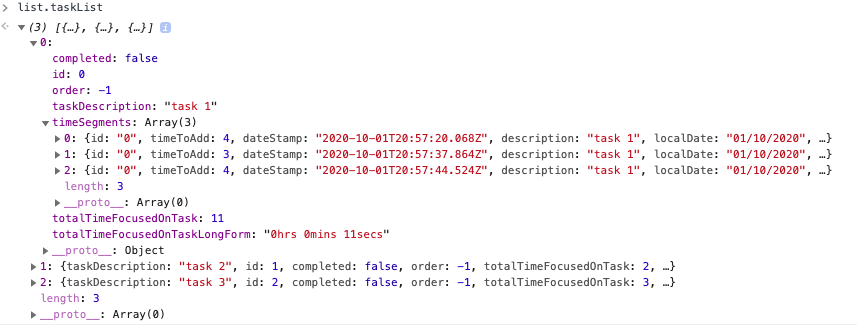 > list.taskList
(3) [{…}, {…}, {…}] i
0:
completed: false
id: 0
order: -1
taskDescription: "task 1"
timeSegments: Array(3)
0: {id: "0", timeToAdd: 4, dateStamp: "2020-10-01T20:57:20.068Z", description: "task 1", localDate: "01/10/2020", …}
1: {id: "0", timeToAdd: 3, dateStamp: "2020-10-01T20:57:37.864Z", description: "task 1", localDate: "01/10/2020", …}
2: {id: "0", timeToAdd: 4, dateStamp: "2020-10-01T20:57:44.524Z", description: "task 1", localDate: "01/10/2020", …}
length: 3
__proto__: Array(0)
totalTimeFocusedOnTask: 11
totalTimeFocusedOnTaskLongForm: "0hrs 0mins 11secs"
__proto__: Object
1: {taskDescription: "task 2", id: 1, completed: false, order: -1, totalTimeFocusedOnTask: 2, …}
2: {taskDescription: "task 3", id: 2, completed: false, order: -1, totalTimeFocusedOnTask: 3, …}
length: 3
__proto__: Array(0)